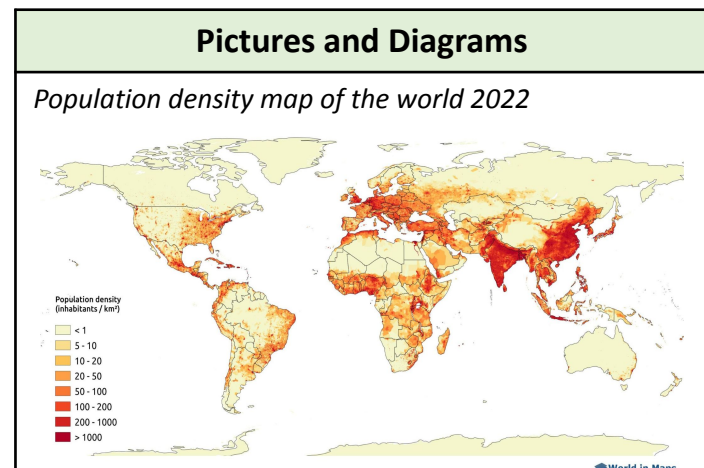 Pictures and Diagrams
Population density map of the world 2022
Population density
(inhabitants / km²)
< 1
5 - 10
10 - 20
20 - 50
50 - 100
100 - 200
200 - 1000
> 1000
World in Maps